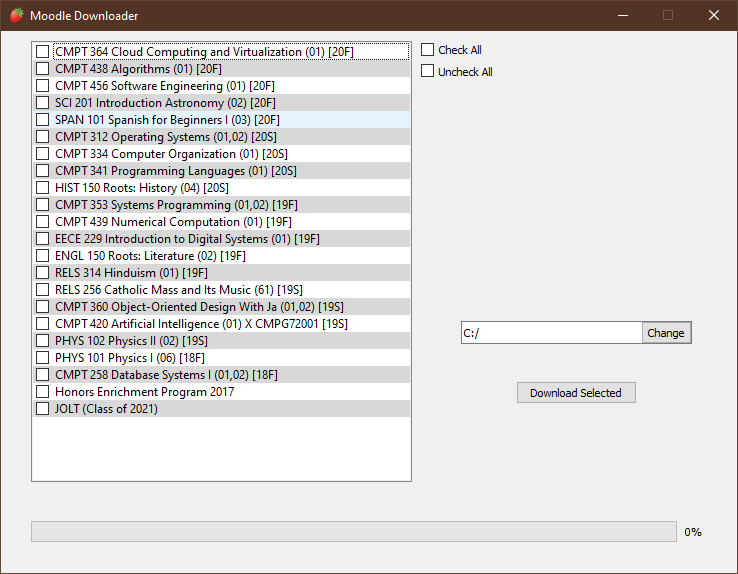 Moodle Downloader
CMPT 364 Cloud Computing and Virtualization (01) [20F]
CMPT 438 Algorithms (01) [20F]
CMPT 456 Software Engineering (01) [20F]
SCI 201 Introduction Astronomy (02) [20F]
SPAN 101 Spanish for Beginners I (03) [20F]
CMPT 312 Operating Systems (01,02) [20S]
CMPT 334 Computer Organization (01) [20S]
CMPT 341 Programming Languages (01) [20S]
HIST 150 Roots: History (04) [20S]
CMPT 353 Systems Programming (01,02) [19F]
CMPT 439 Numerical Computation (01) [19F]
EECE 229 Introduction to Digital Systems (01) [19F]
ENGL 150 Roots: Literature (02) [19F]
RELS 314 Hinduism (01) [19F]
RELS 256 Catholic Mass and Its Music (61) [19S]
CMPT 360 Object-Oriented Design With Ja (01,02) [19S]
CMPT 420 Artificial Intelligence (01) X CMPG72001 [19S]
PHYS 102 Physics II (02) [19S]
PHYS 101 Physics I (06) [18F]
CMPT 258 Database Systems I (01,02) [18F]
Honors Enrichment Program 2017
JOLT (Class of 2021)
Check All
Uncheck All
C:/
Change
Download Selected
0%